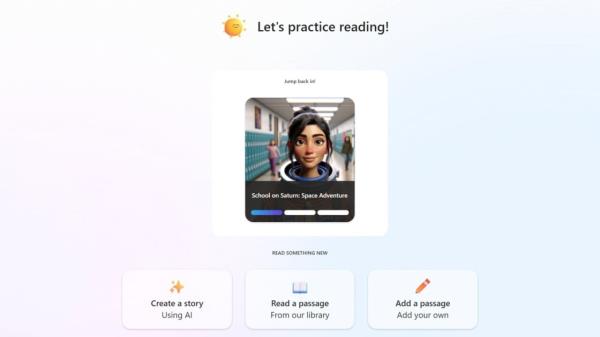 Let's practice reading!
Jump back in!
School on Saturn: Space Adventure
READ SOMETHING NEW
Create a story
Using AI
Read a passage
From our library
Add a passage
Add your own